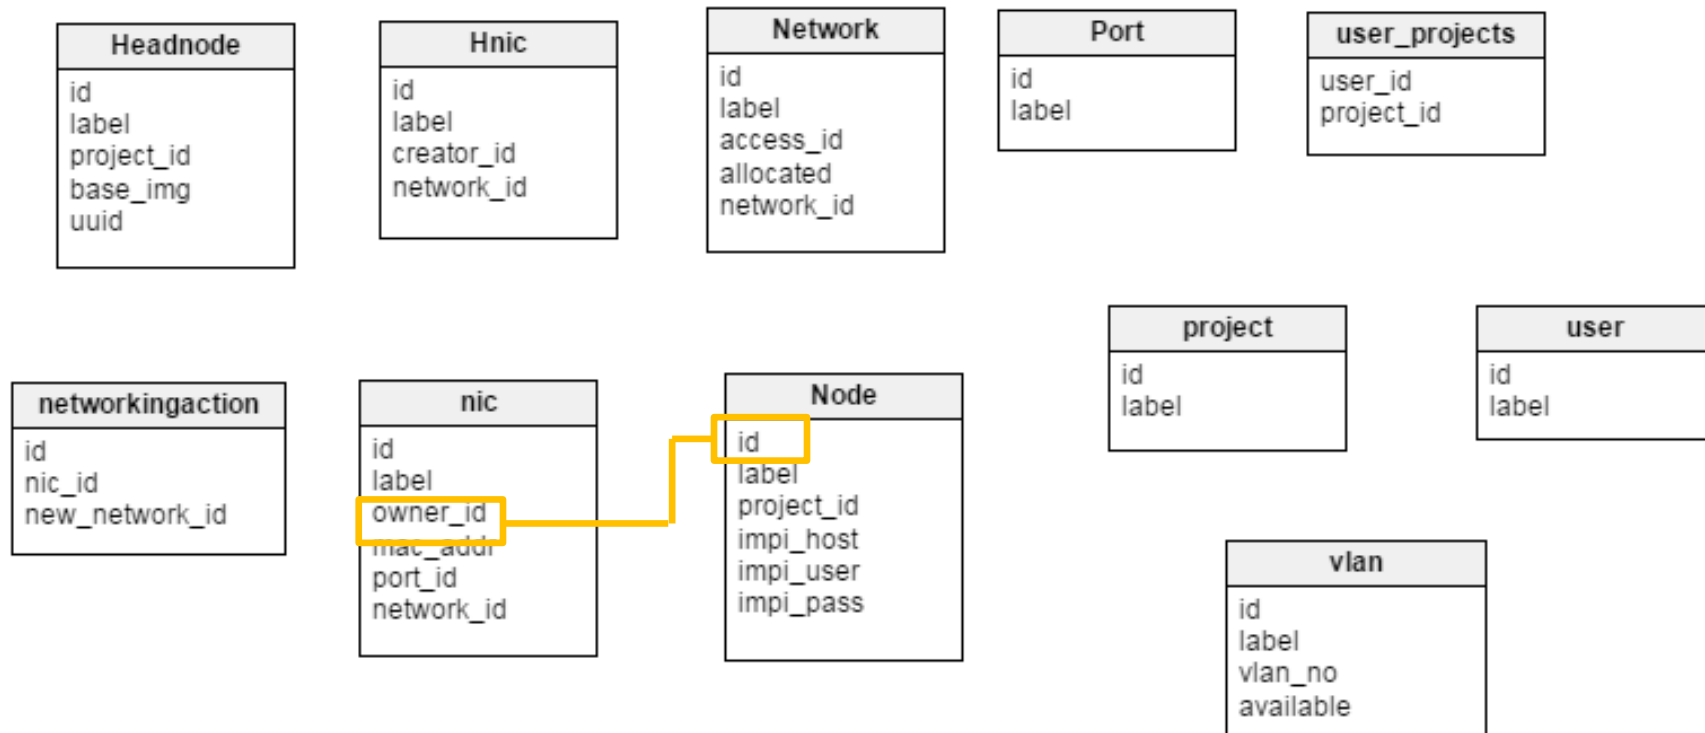 Headnode
id
label
project_id
base_img
uuid
Hnic
id
label
creator_id
network_id
Network
id
label
access_id
allocated
network_id
Port
id
label
user_projects
user_id
project_id
networkingaction
id
nic_id
new_network_id
nic
id
label
owner_id
mac_addr
port_id
network_id
Node
id
label
project_id
impi_host
impi_user
impi_pass
project
id
label
user
id
label
vlan
id
label
vlan_no
available